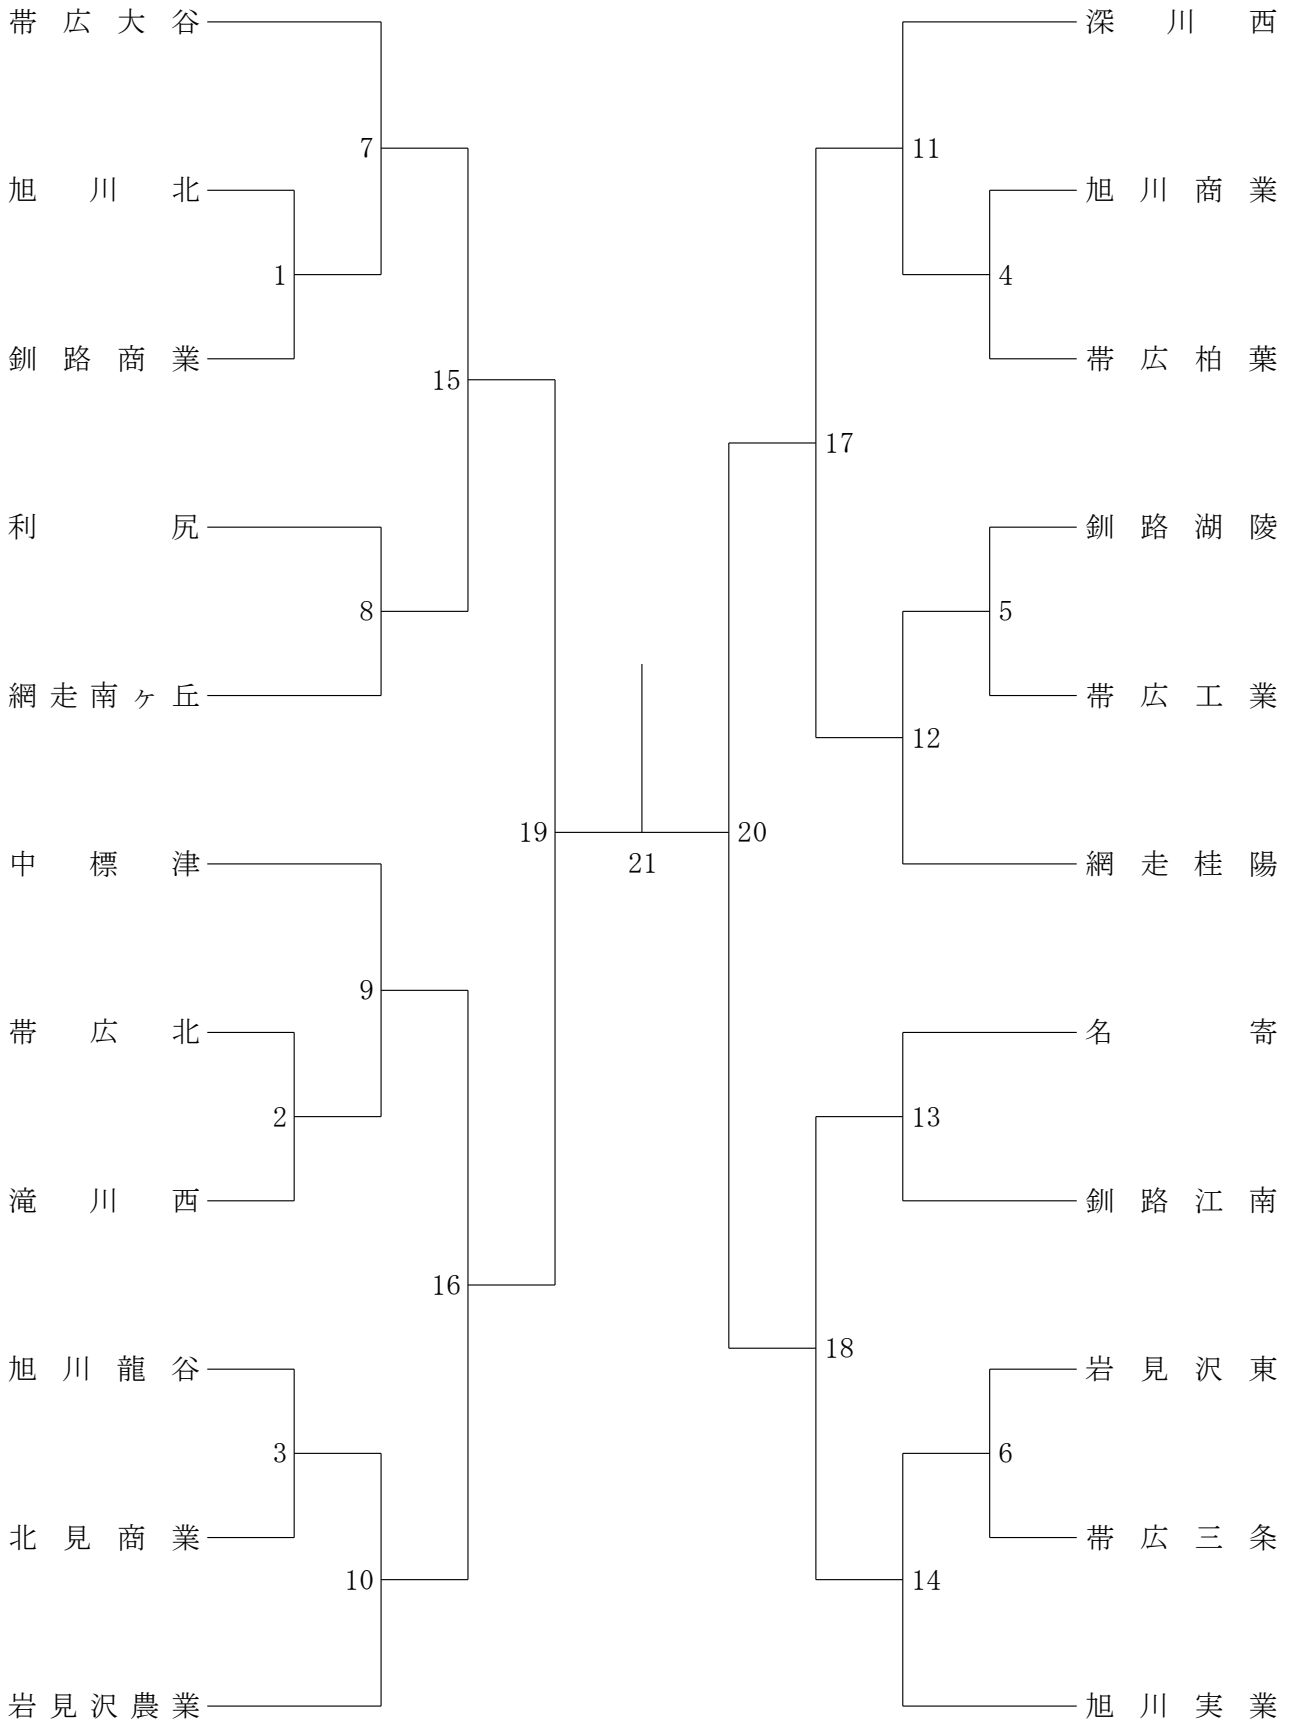 帯広大谷
深川西
7
11
旭川北
旭川商業
1
4
釧路商業
帯広柏葉
15
17
利尻
釧路湖陵
8
5
網走南ヶ丘
帯広工業
12
19
20
21
中標津
網走桂陽
9
帯広北
名寄
2
13
滝川西
釧路江南
16
18
旭川龍谷
岩見沢東
3
6
北見商業
帯広三条
10
14
岩見沢農業
旭川実業